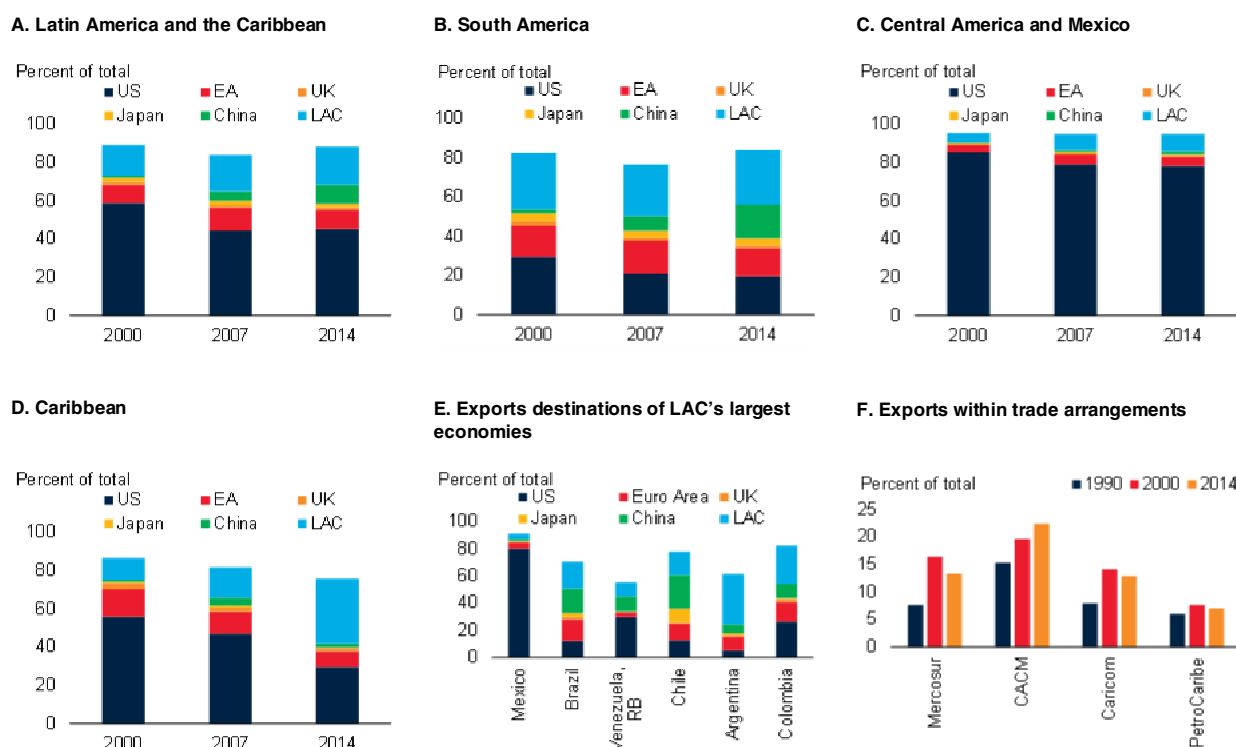 A. Latin America and the Caribbean
Percent of total
US EA UK
Japan China LAC
100
80
60
40
20
0
2000 2007 2014
B. South America
Percent of total
US EA UK
Japan China LAC
100
80
60
40
20
0
2000 2007 2014
C. Central America and Mexico
Percent of total
US EA UK
Japan China LAC
100
80
60
40
20
0
2000 2007 2014
D. Caribbean
Percent of total
US EA UK
Japan China LAC
100
80
60
40
20
0
2000 2007 2014
E. Exports destinations of LAC's largest
economies
Percent of total
US Euro Area UK
Japan China LAC
100
80
60
40
20
0
Mexico
Brazil
Venezuela,
RB
Chile
Argentina
Colombia
F. Exports within trade arrangements
Percent of total
1990 2000 2014
25
20
15
10
5
0
Mercosur
CACM
Caricom
PetroCaribe